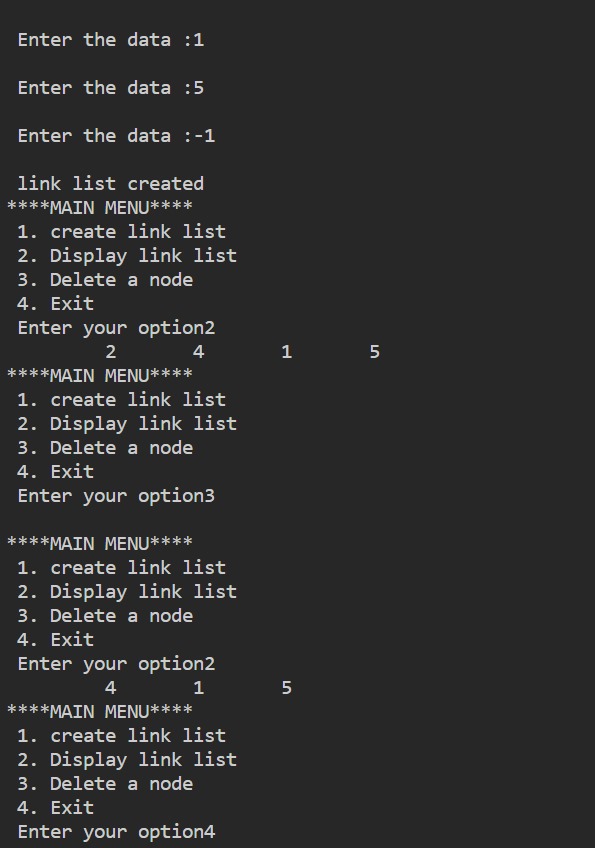 Enter the data :1
Enter the data :5
Enter the data :-1
link list created
****MAIN MENU****
1. create link list
2. Display link list
3. Delete a node
4. Exit
Enter your option2
2 4 1 5
****MAIN MENU****
1. create link list
2. Display link list
3. Delete a node
4. Exit
Enter your option3
****MAIN MENU****
1. create link list
2. Display link list
3. Delete a node
4. Exit
Enter your option2
4 1 5
****MAIN MENU****
1. create link list
2. Display link list
3. Delete a node
4. Exit
Enter your option4